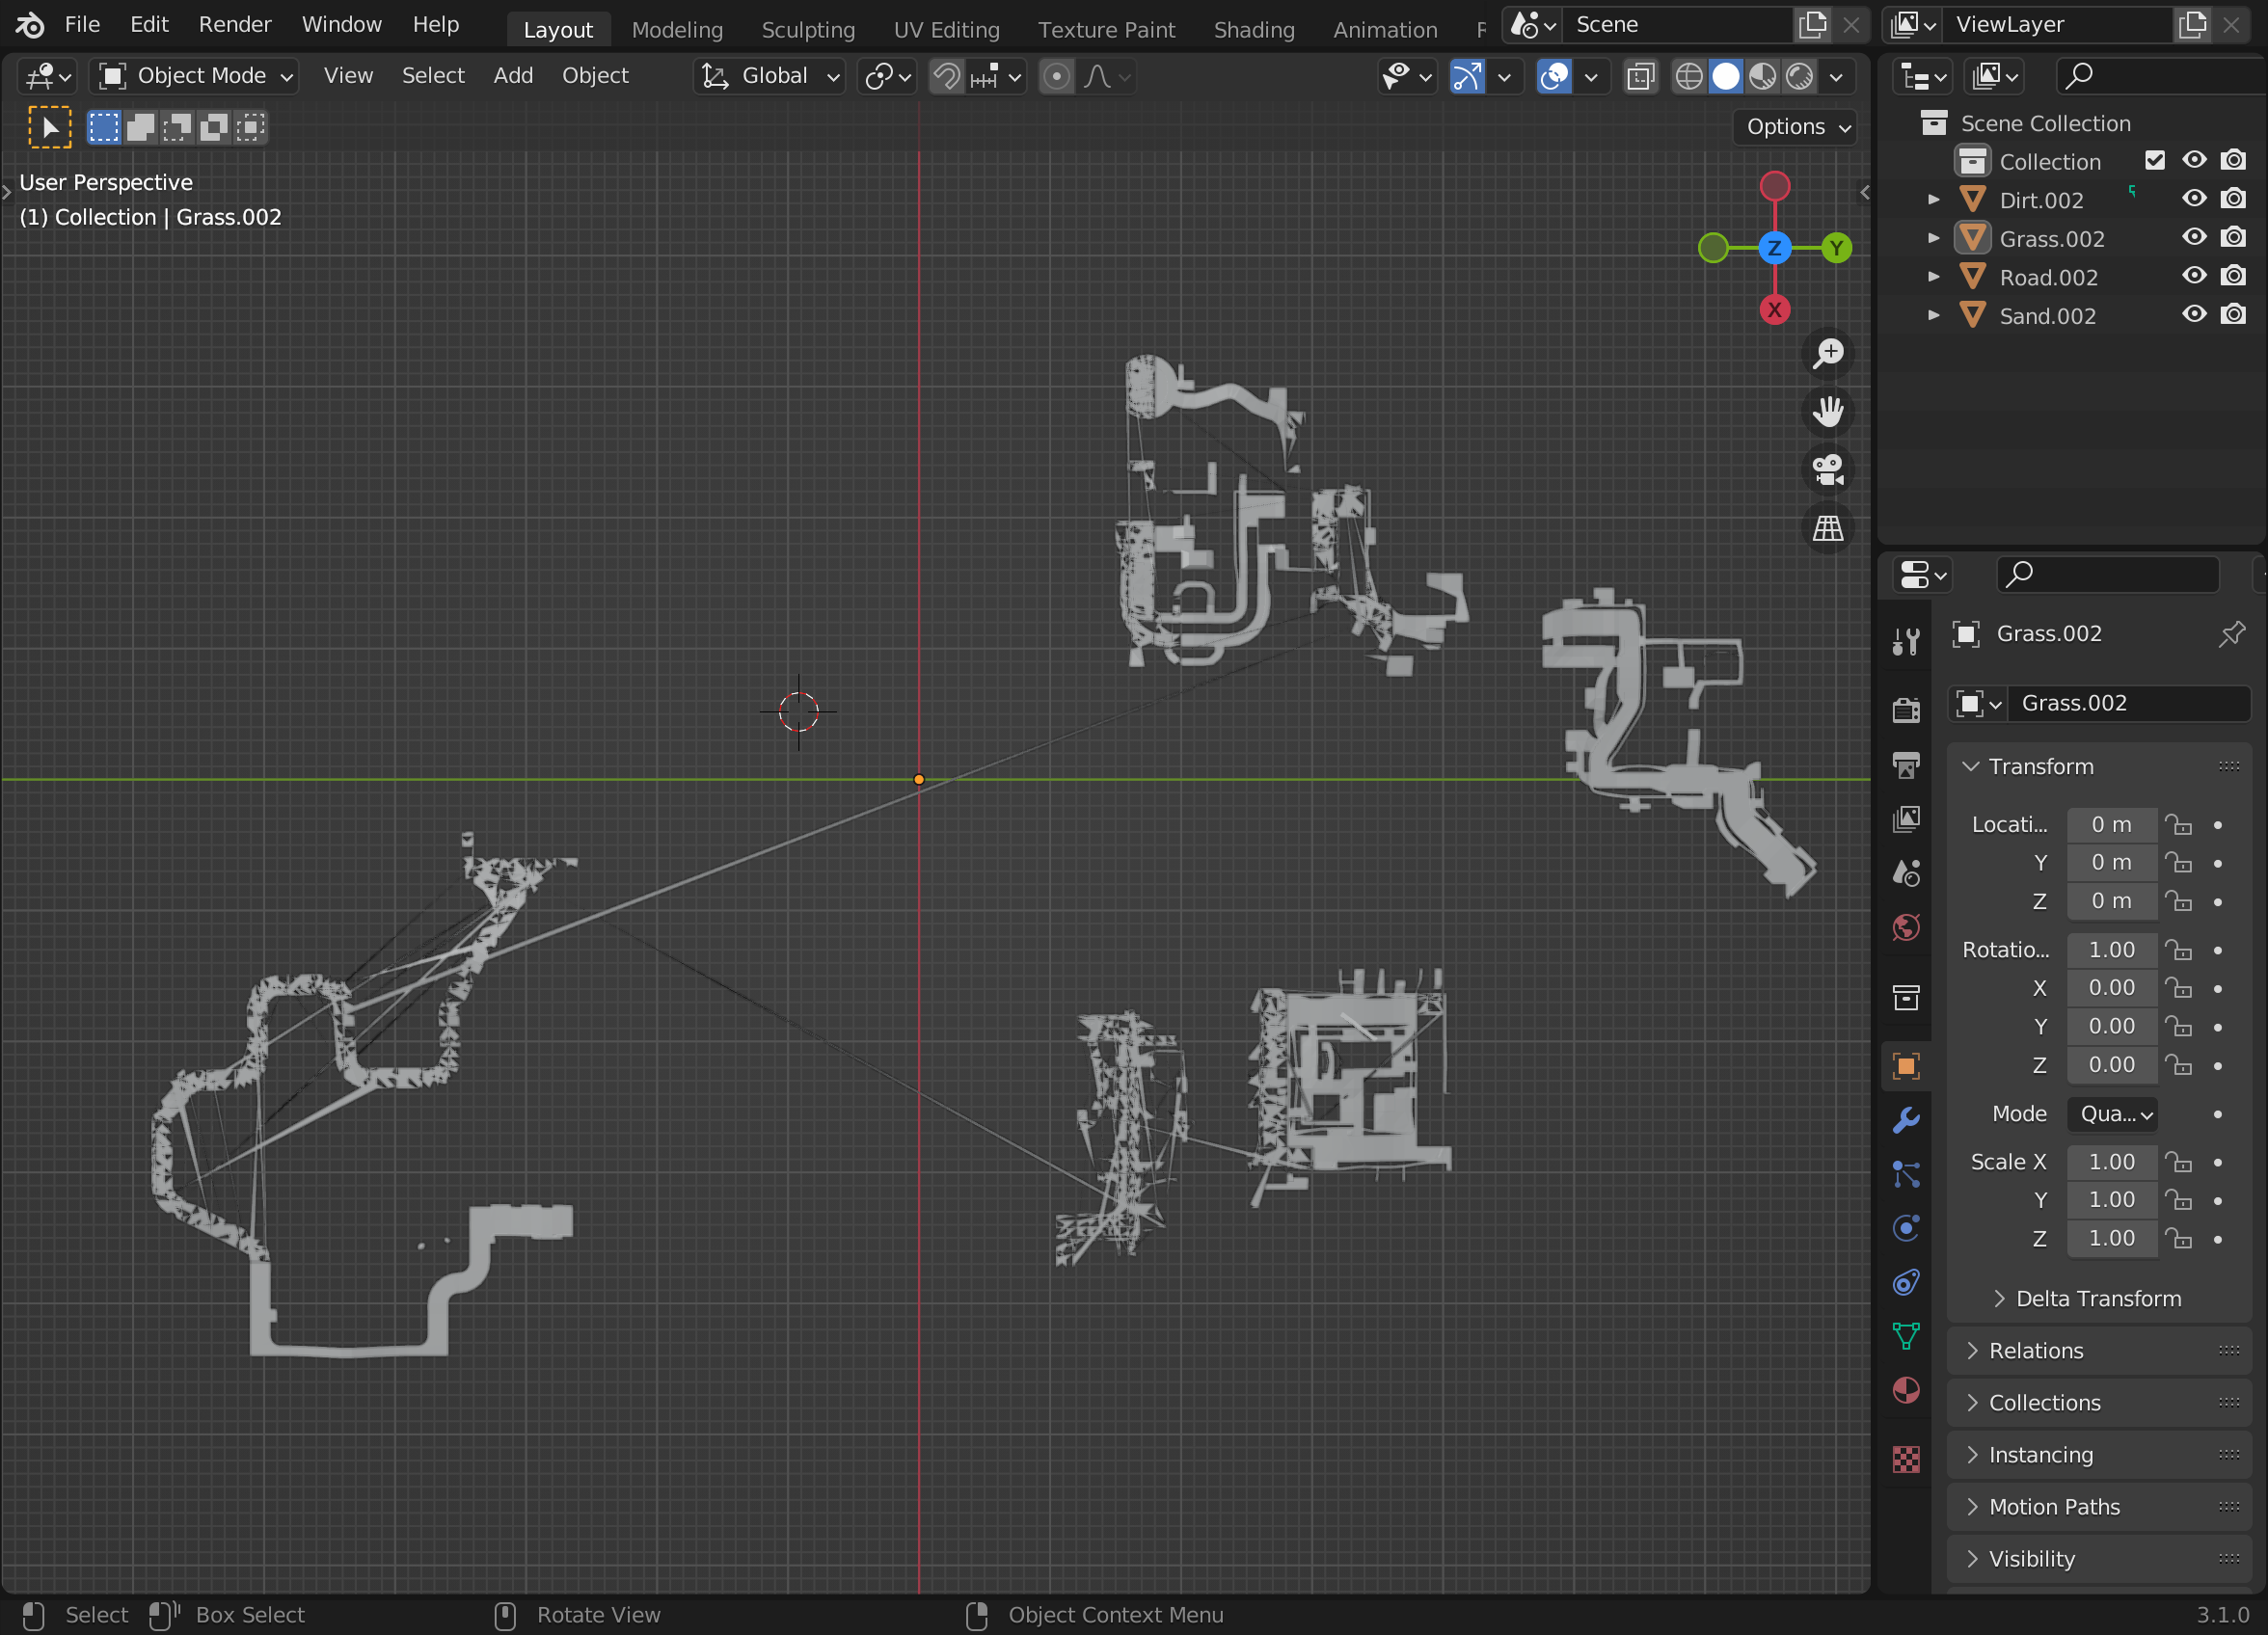 File Edit Render Window Help Layout Modeling Sculpting UV Editing Texture Paint Shading Animation Scene ViewLayer
Object Mode View Select Add Object Global
Options
User Perspective
(1) Collection | Grass.002
Z Y
X
Scene Collection
Collection
Dirt.002
Grass.002
Road.002
Sand.002
Grass.002
Grass.002
Transform
Locati... 0 m
Y 0 m
Z 0 m
Rotatio... 1.00
X 0.00
Y 0.00
Z 0.00
Mode Qua...
Scale X 1.00
Y 1.00
Z 1.00
Delta Transform
Relations
Collections
Instancing
Motion Paths
Visibility
Select Box Select Rotate View Object Context Menu 3.1.0